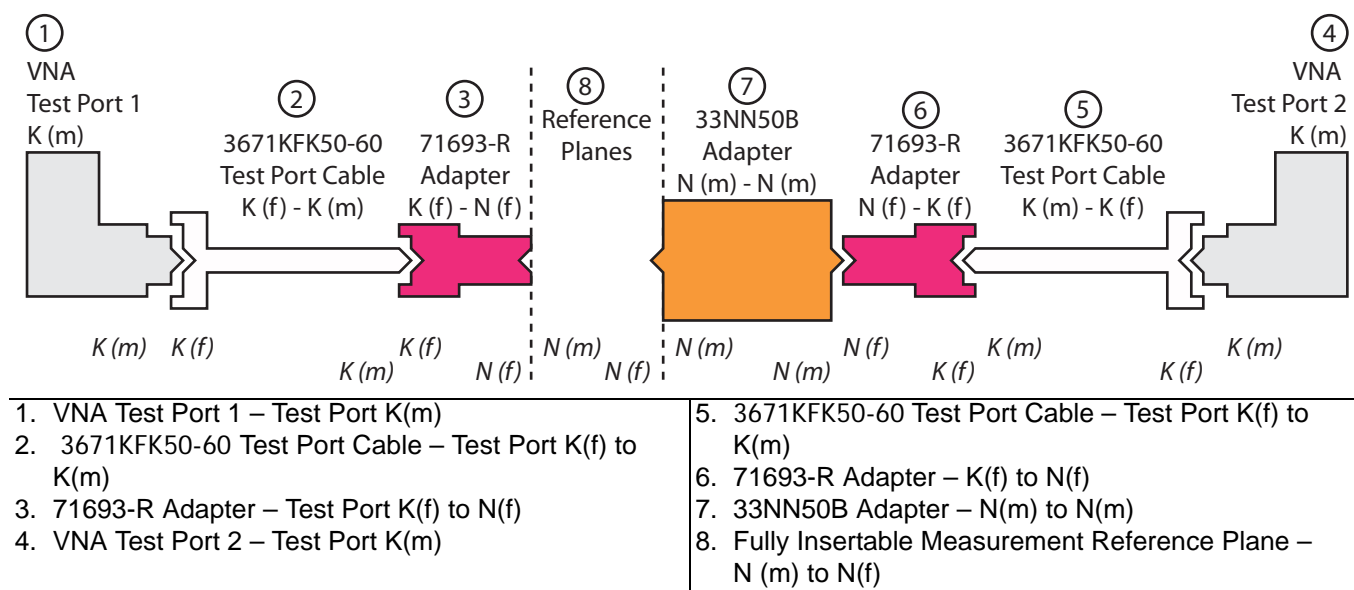 1
VNA
Test Port 1
K (m)
2
3671KFK50-60
Test Port Cable
K (f) - K (m)
3
71693-R
Adapter
K (f) - N (f)
8
Reference
Planes
7
33NN50B
Adapter
N (m) - N (m)
6
71693-R
Adapter
N (f) - K (f)
5
3671KFK50-60
Test Port Cable
K (m) - K (f)
4
VNA
Test Port 2
K (m)
K (m) K (f) K (f) N (m) N (m) N (f) K (m) K (m)
K (m) N (f) N (f) N (m) K (f) K (f)
1. VNA Test Port 1 – Test Port K(m)
2. 3671KFK50-60 Test Port Cable – Test Port K(f) to
K(m)
3. 71693-R Adapter – Test Port K(f) to N(f)
4. VNA Test Port 2 – Test Port K(m)
5. 3671KFK50-60 Test Port Cable – Test Port K(f) to
K(m)
6. 71693-R Adapter – K(f) to N(f)
7. 33NN50B Adapter – N(m) to N(m)
8. Fully Insertable Measurement Reference Plane –
N (m) to N(f)